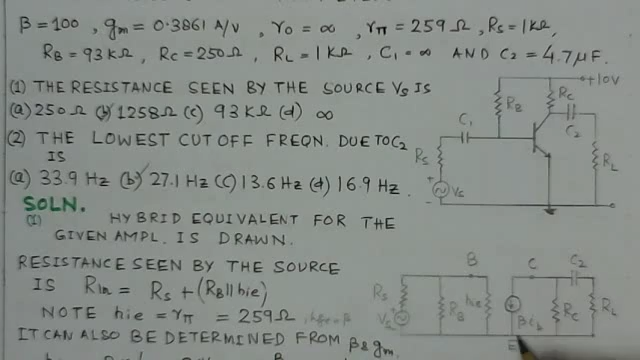 β=100, gm = 0.3861 A/V, ro = ∞, rπ = 259 Ω, RS = 1kΩ,
RB = 93 kΩ, RC = 250Ω, RL = 1 KΩ, C1 = ∞ AND C2 = 4.7μF.
(1) THE RESISTANCE SEEN BY THE SOURCE VS IS
(a) 250 Ω (b) 1258 Ω (c) 93 KΩ (d) ∞
(2) THE LOWEST CUT OFF FREQN. DUE TO C2
IS
(a) 33.9 Hz (b) 27.1 Hz (c) 13.6 Hz (d) 16.9 Hz.
SOLN.
(1) HYBRID EQUIVALENT FOR THE
GIVEN AMPL. IS DRAWN.
RESISTANCE SEEN BY THE SOURCE
IS RIn = RS + (RB||hie)
NOTE hie = rπ = 259Ω
IT CAN ALSO BE DETERMINED FROM β & gm.
+10V
RC
RB
C1
C2
RS
RL
+
VS
-
B
C
C2
RS
RB
hie
βib
RC
RL
VS
E